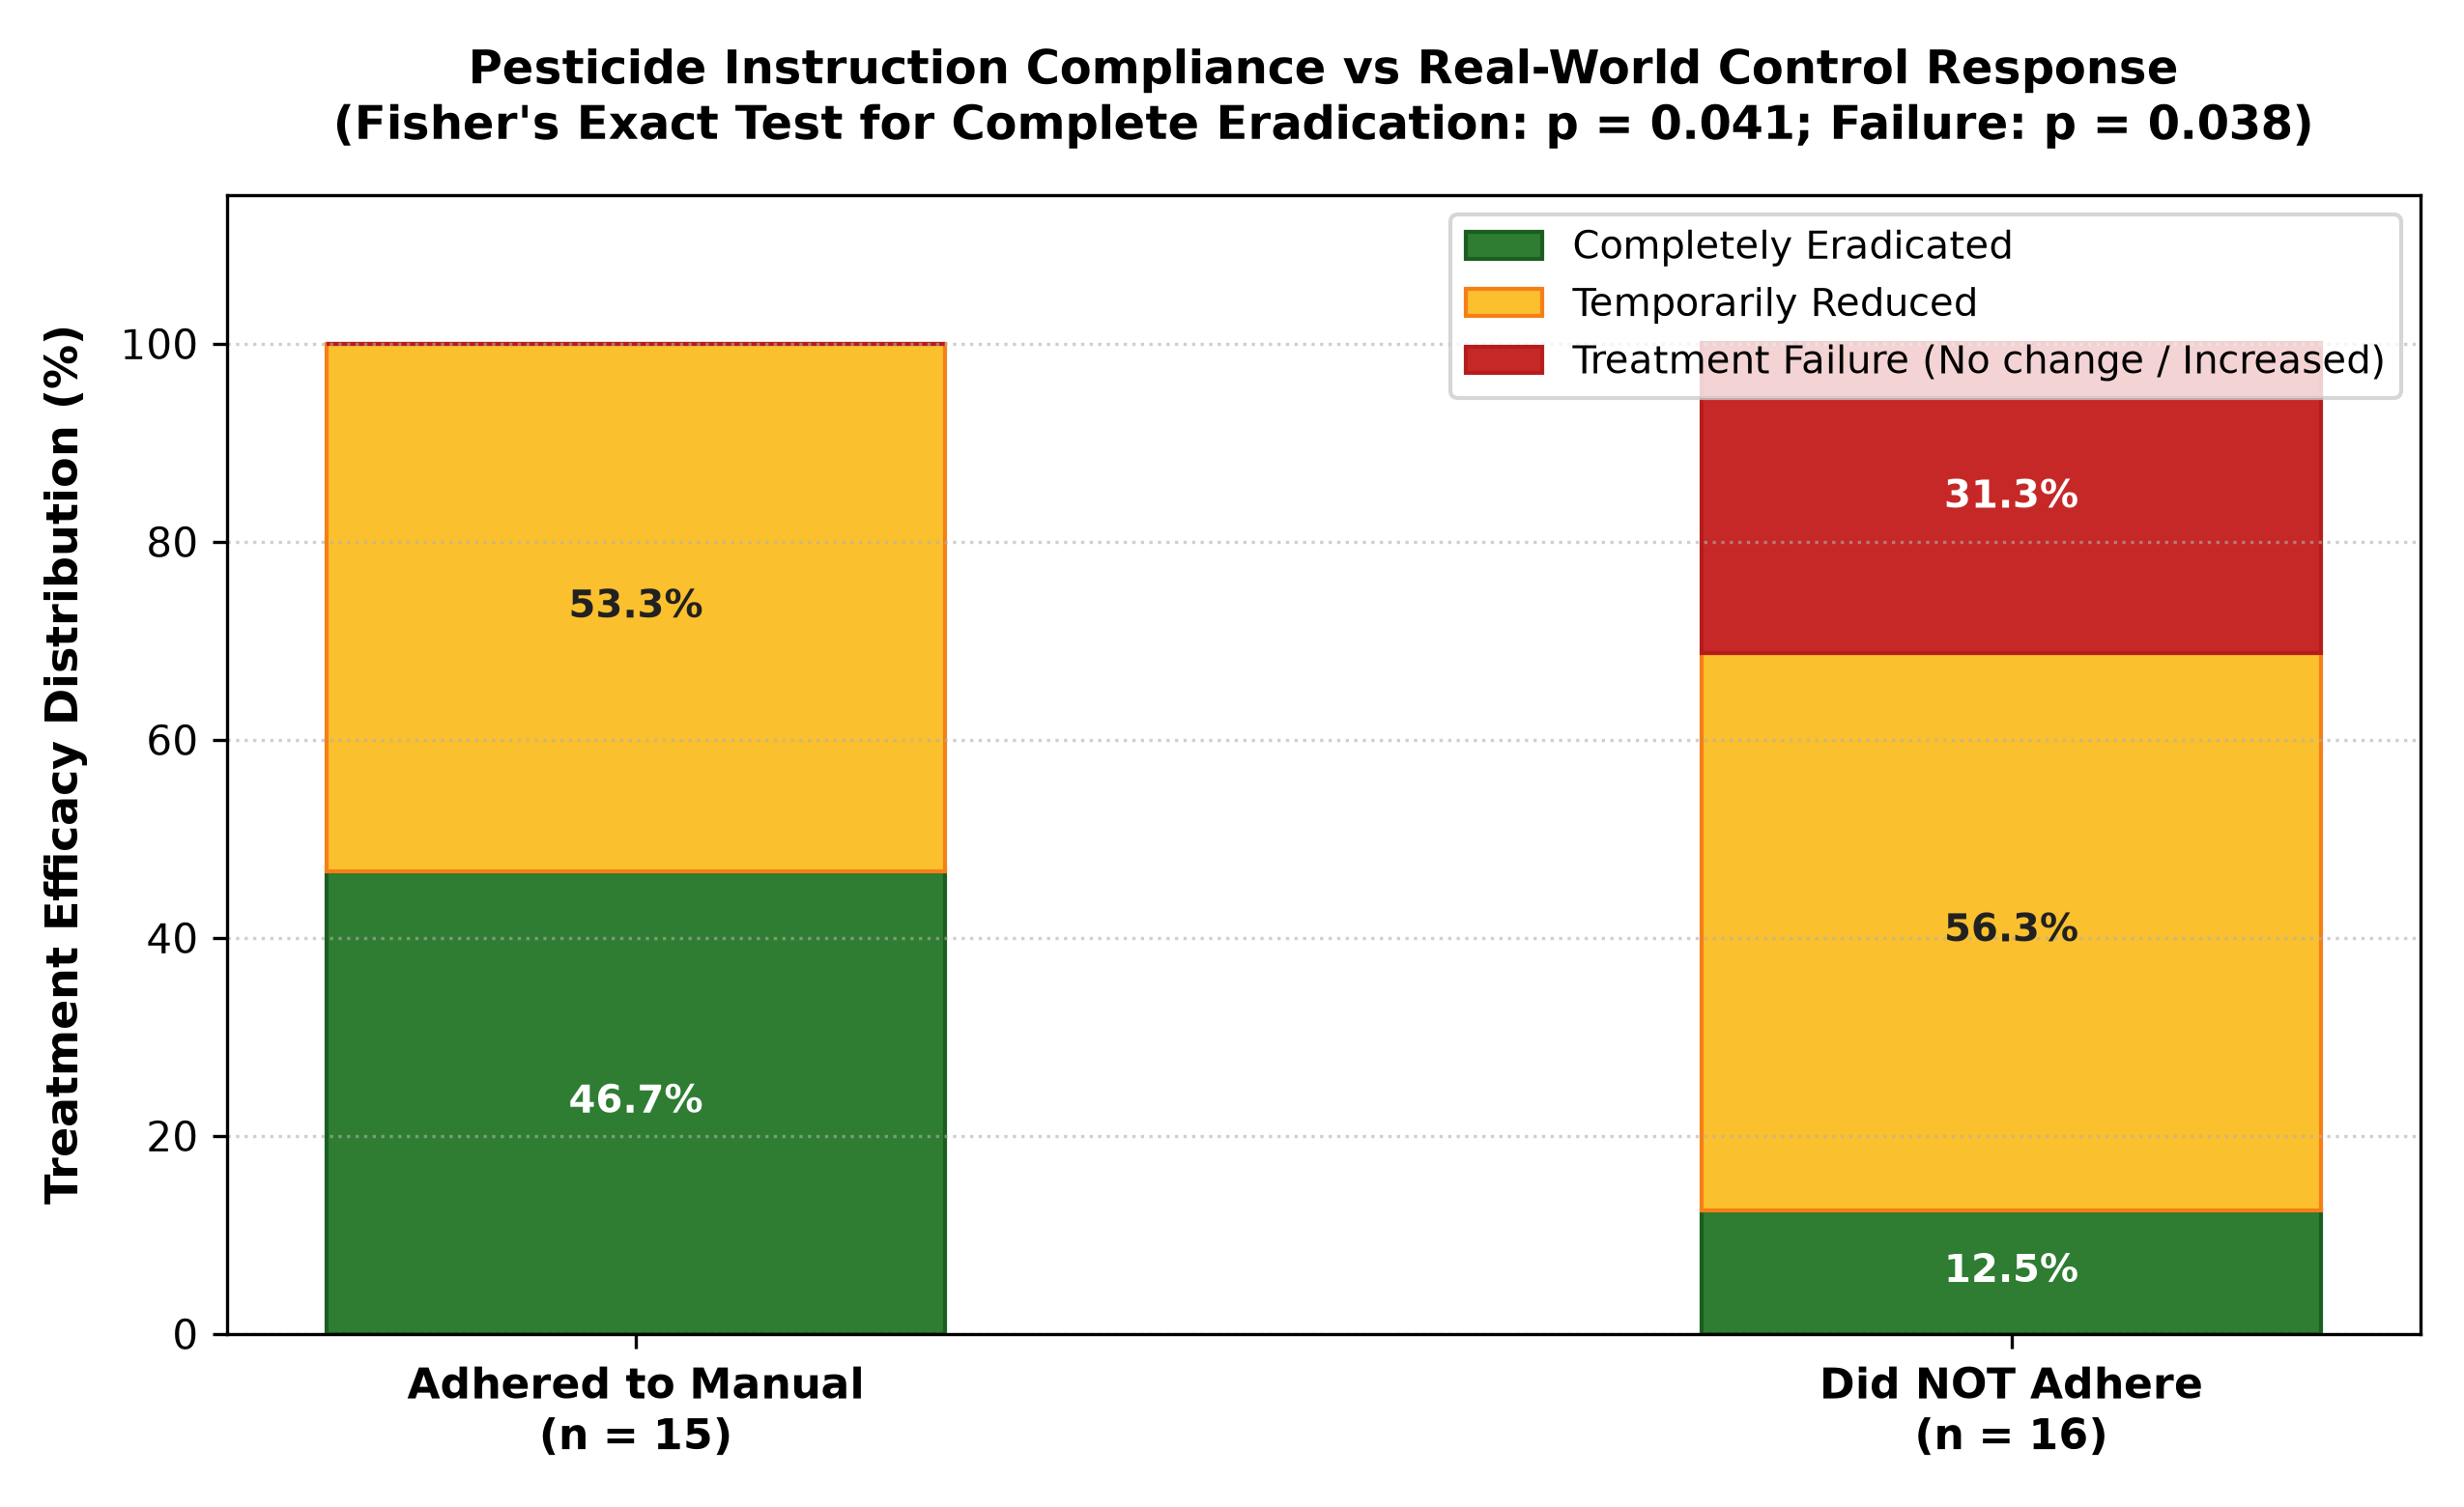 Pesticide Instruction Compliance vs Real-World Control Response
(Fisher's Exact Test for Complete Eradication: p = 0.041; Failure: p = 0.038)
Treatment Efficacy Distribution (%)
100
80
60
40
20
0
Completely Eradicated
Temporarily Reduced
Treatment Failure (No change / Increased)
53.3%
46.7%
31.3%
56.3%
12.5%
Adhered to Manual
(n = 15)
Did NOT Adhere
(n = 16)